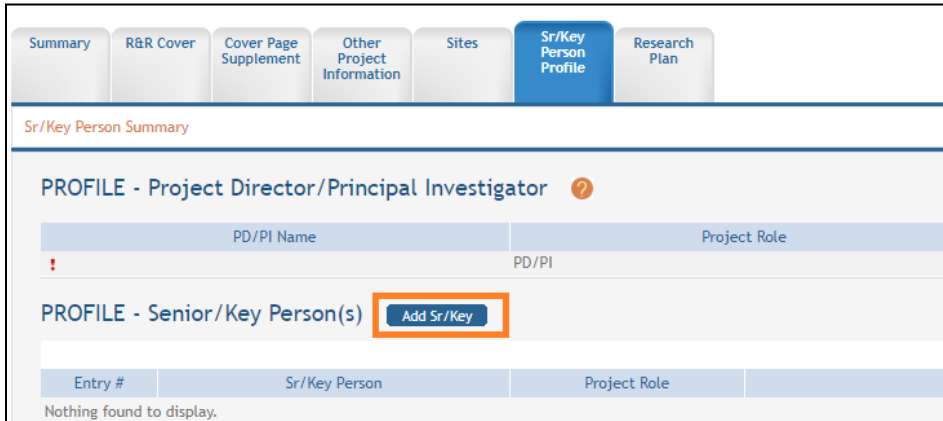 Summary
R&R Cover
Cover Page
Supplement
Other
Project
Information
Sites
Sr/Key
Person
Profile
Research
Plan
Sr/Key Person Summary
PROFILE - Project Director/Principal Investigator ?
PD/PI Name Project Role
! PD/PI
PROFILE - Senior/Key Person(s) Add Sr/Key
Entry # Sr/Key Person Project Role
Nothing found to display.